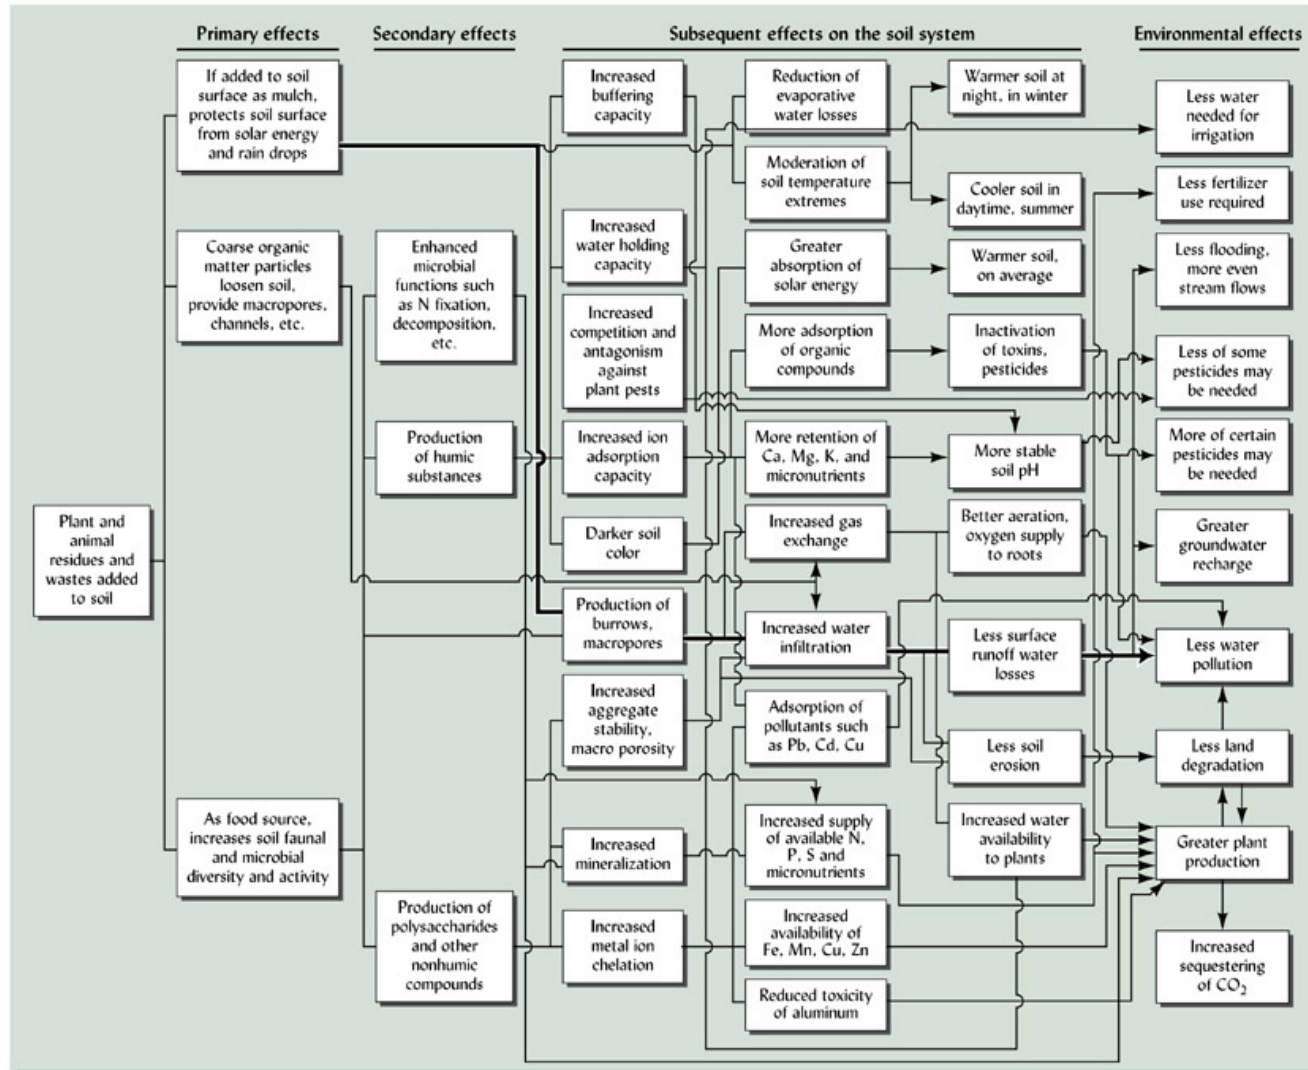 Primary effects
Secondary effects
Subsequent effects on the soil system
Environmental effects
Plant and
animal
residues and
wastes added
to soil
If added to soil
surface as mulch,
protects soil surface
from solar energy
and rain drops
Coarse organic
matter particles
loosen soil,
provide macropores,
channels, etc.
As food source,
increases soil faunal
and microbial
diversity and activity
Enhanced
microbial
functions such
as N fixation,
decomposition,
etc.
Production
of humic
substances
Production of
polysaccharides
and other
nonhumic
compounds
Increased
buffering
capacity
Increased
water holding
capacity
Increased
competition and
antagonism
against
plant pests
Increased ion
adsorption
capacity
Darker soil
color
Production of
burrows,
macropores
Increased
aggregate
stability,
macro porosity
Increased
mineralization
Increased
metal ion
chelation
Reduction of
evaporative
water losses
Moderation of
soil temperature
extremes
Greater
absorption of
solar energy
More adsorption
of organic
compounds
More retention of
Ca, Mg, K, and
micronutrients
Increased gas
exchange
Increased water
infiltration
Adsorption of
pollutants such
as Pb, Cd, Cu
Increased supply
of available N,
P, S and
micronutrients
Increased
availability of
Fe, Mn, Cu, Zn
Reduced toxicity
of aluminum
Warmer soil at
night, in winter
Cooler soil in
daytime, summer
Warmer soil,
on average
Inactivation
of toxins,
pesticides
More stable
soil pH
Better aeration,
oxygen supply
to roots
Less surface
runoff water
losses
Less soil
erosion
Increased water
availability
to plants
Less water
needed for
irrigation
Less fertilizer
use required
Less flooding,
more even
stream flows
Less of some
pesticides may
be needed
More of certain
pesticides may
be needed
Greater
groundwater
recharge
Less water
pollution
Less land
degradation
Greater plant
production
Increased
sequestering
of CO₂